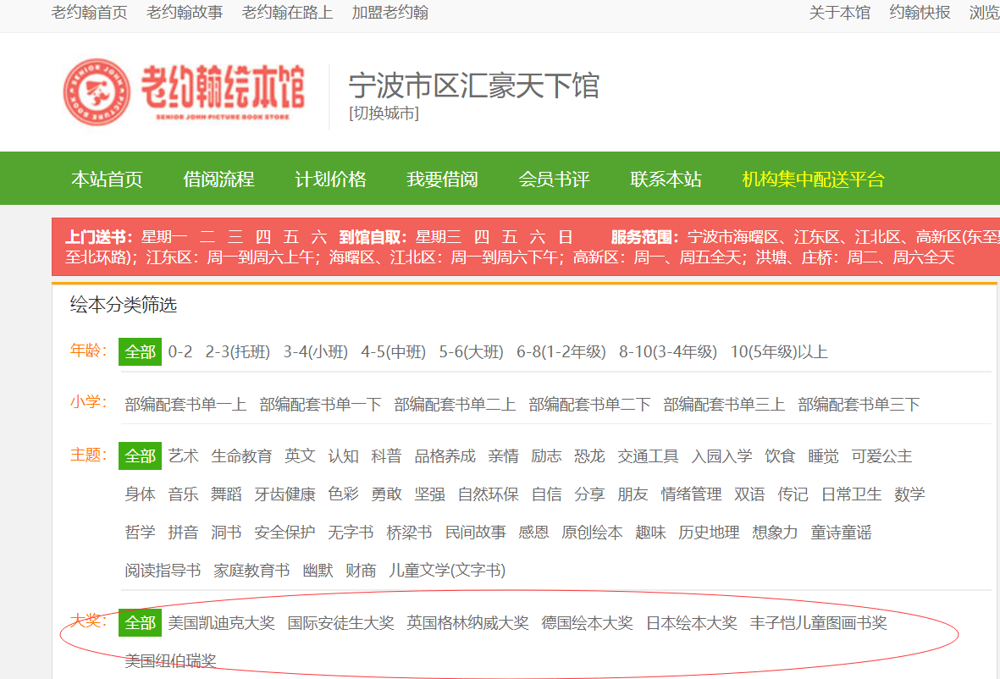 老约翰首页 老约翰故事 老约翰在路上 加盟老约翰 关于本馆 约翰快报 浏览
SENIOR JOHN PICTURE BOOK
老约翰绘本馆
SENIOR JOHN PICTURE BOOK STORE
宁波市区汇豪天下馆
[切换城市]
本站首页 借阅流程 计划价格 我要借阅 会员书评 联系本站 机构集中配送平台
上门送书：星期一 二 三 四 五 六 到馆自取：星期三 四 五 六 日 服务范围：宁波市海曙区、江东区、江北区、高新区(东至
至北环路)；江东区：周一到周六上午；海曙区、江北区：周一到周六下午；高新区：周一、周五全天；洪塘、庄桥：周二、周六全天
绘本分类筛选
年龄： 全部 0-2 2-3(托班) 3-4(小班) 4-5(中班) 5-6(大班) 6-8(1-2年级) 8-10(3-4年级) 10(5年级)以上
小学： 部编配套书单一上 部编配套书单一下 部编配套书单二上 部编配套书单二下 部编配套书单三上 部编配套书单三下
主题： 全部 艺术 生命教育 英文 认知 科普 品格养成 亲情 励志 恐龙 交通工具 入园入学 饮食 睡觉 可爱公主
身体 音乐 舞蹈 牙齿健康 色彩 勇敢 坚强 自然环保 自信 分享 朋友 情绪管理 双语 传记 日常卫生 数学
哲学 拼音 洞书 安全保护 无字书 桥梁书 民间故事 感恩 原创绘本 趣味 历史地理 想象力 童诗童谣
阅读指导书 家庭教育书 幽默 财商 儿童文学(文字书)
大奖： 全部 美国凯迪克大奖 国际安徒生大奖 英国格林纳威大奖 德国绘本大奖 日本绘本大奖 丰子恺儿童图画书奖
美国纽伯瑞奖